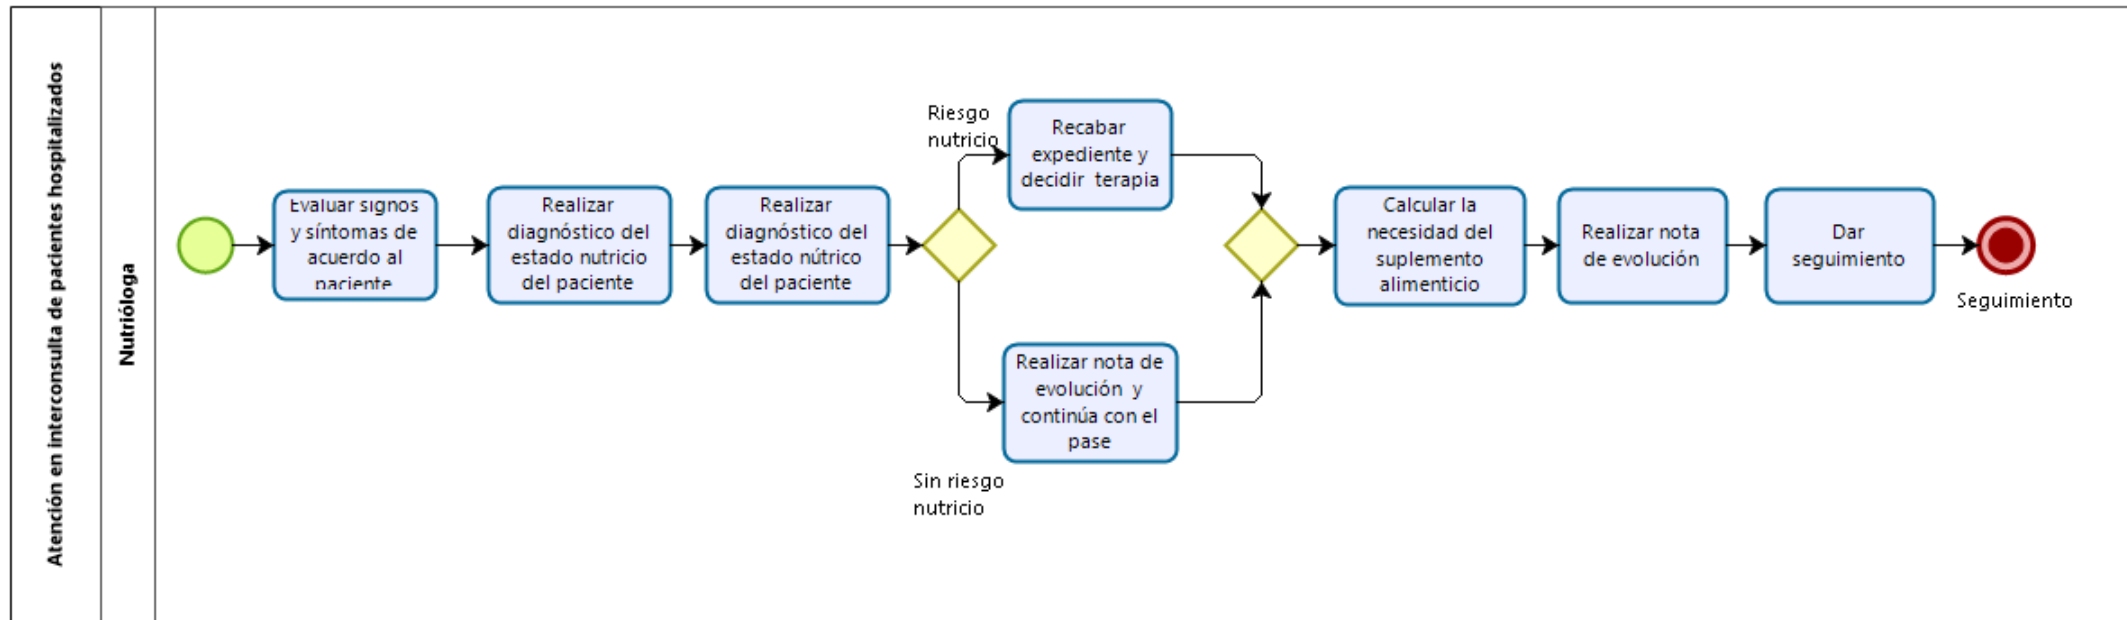 Atención en interconsulta de pacientes hospitalizados
Nutrióloga
Evaluar signos
y síntomas de
acuerdo al
paciente
Realizar
diagnóstico del
estado nutricio
del paciente
Realizar
diagnóstico del
estado nútrico
del paciente
Riesgo
nutricio
Recabar
expediente y
decidir terapia
Sin riesgo
nutricio
Realizar nota de
evolución y
continúa con el
pase
Calcular la
necesidad del
suplemento
alimenticio
Realizar nota
de evolución
Dar
seguimiento
Seguimiento